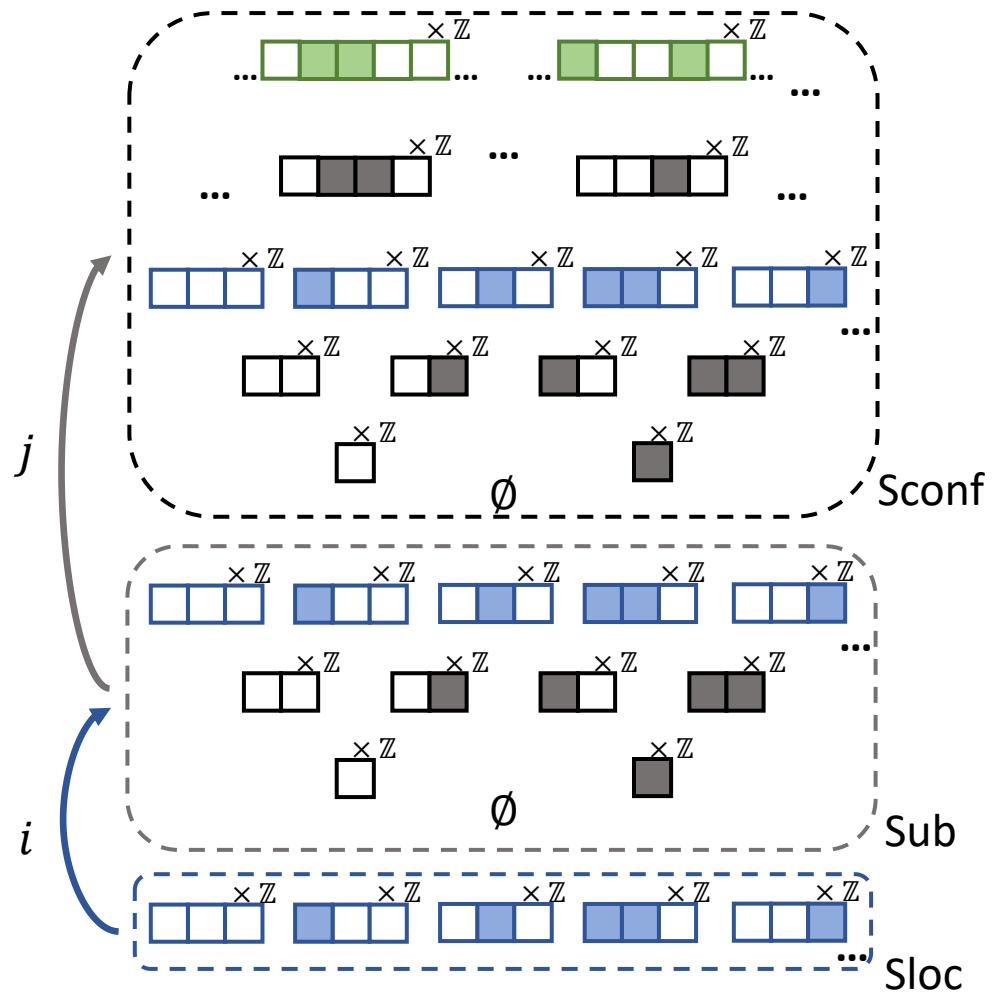 × ℤ × ℤ
... ... ... ... ...
× ℤ ... × ℤ
... ...
× ℤ × ℤ × ℤ × ℤ × ℤ
...
× ℤ × ℤ × ℤ × ℤ
j
× ℤ × ℤ
∅ Sconf
× ℤ × ℤ × ℤ × ℤ × ℤ
...
× ℤ × ℤ × ℤ × ℤ
× ℤ × ℤ
∅
i Sub
× ℤ × ℤ × ℤ × ℤ × ℤ
... Sloc